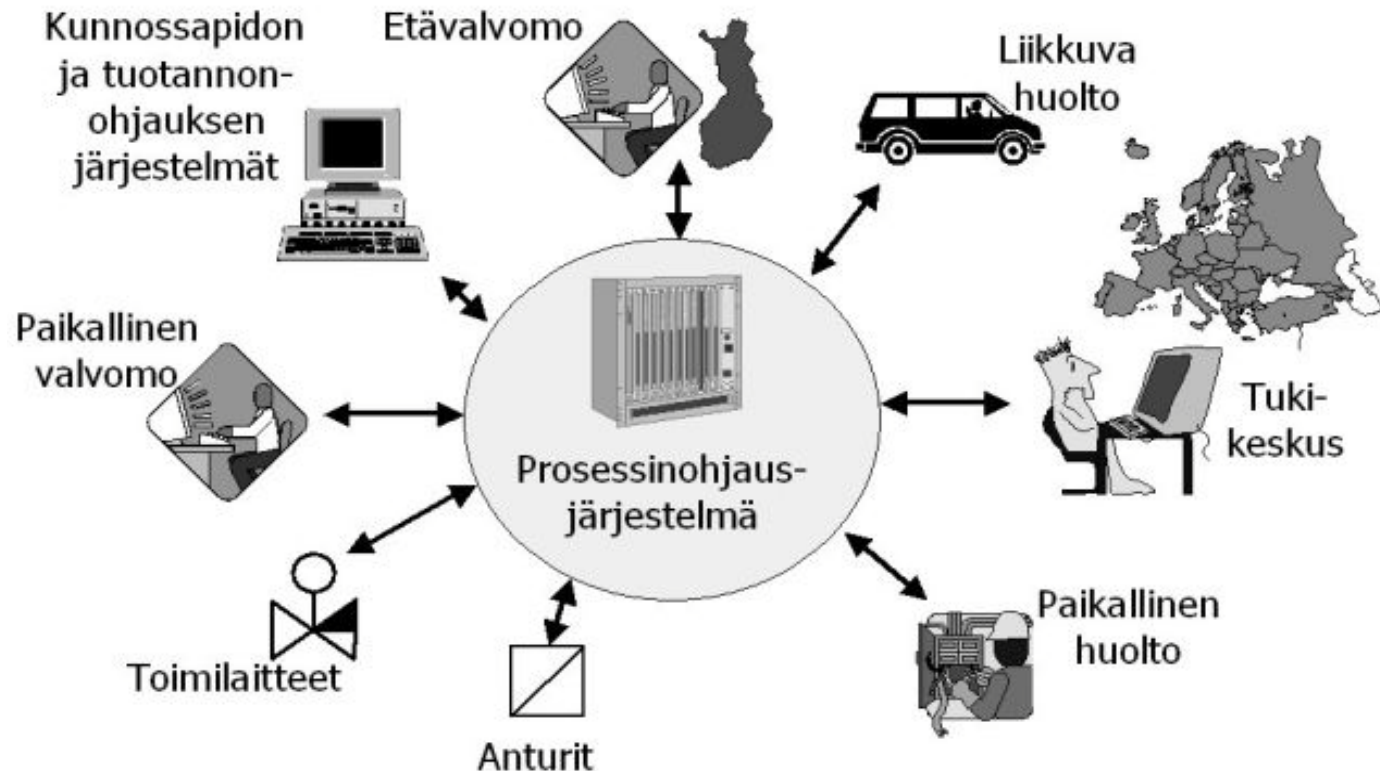 Kunnossapidon
ja tuotannon-
ohjauksen
järjestelmät
Etävalvomo
Liikkuva
huolto
Paikallinen
valvomo
Prosessinohjaus-
järjestelmä
Tuki-
keskus
Toimilaitteet
Anturit
Paikallinen
huolto